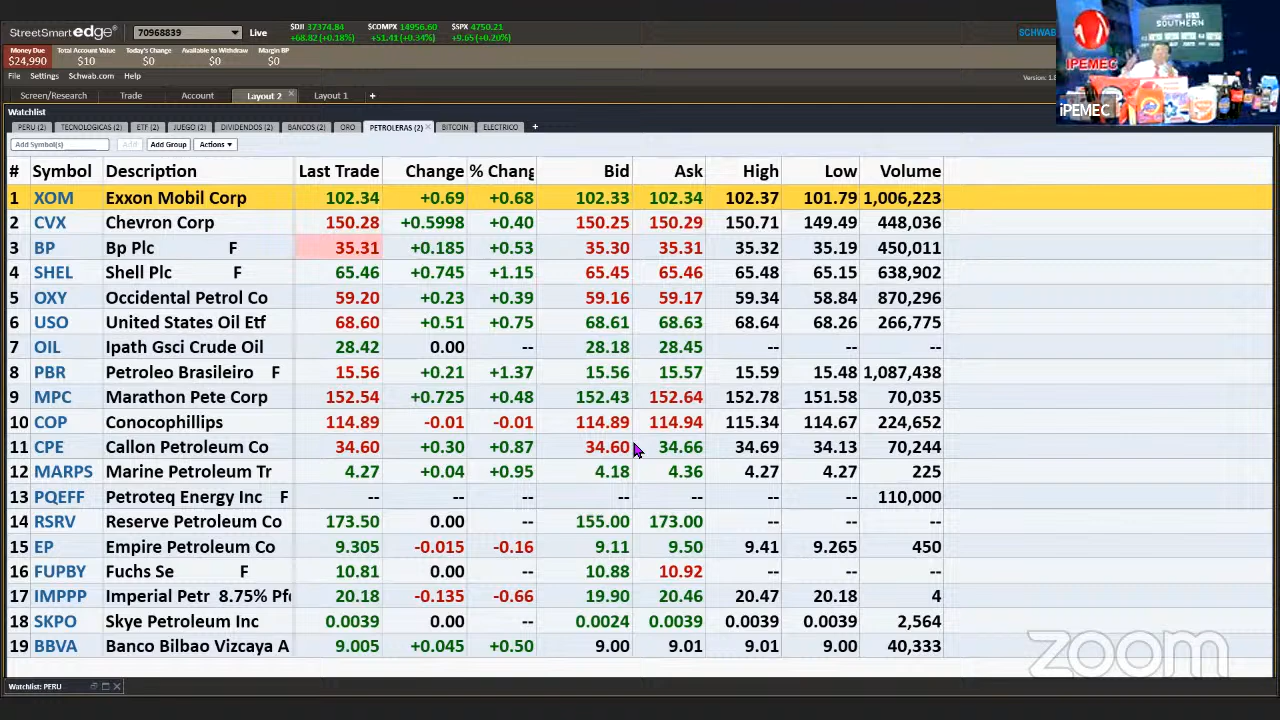 StreetSmart edge® 70968839 Live $DJI 37374.84 $COMPX 14956.60 $SPX 4750.21
+68.82 (+0.18%) +51.41 (+0.34%) +9.65 (+0.20%) SCHWAB
Money Due Total Account Value Today's Change Available to Withdraw Margin BP
$24,990 $10 $0 $0 $0
File Settings Schwab.com Help
Screen/Research Trade Account Layout 2 Layout 1 +
SOUTHERN
IPEMEC
iPEMEC
Watchlist
PERU (2) TECNOLOGICAS (2) ETF (2) JUEGO (2) DIVIDENDOS (2) BANCOS (2) ORO PETROLERAS (2) BITCOIN ELECTRICO +
Add Symbol(s) Add Add Group Actions
# Symbol Description Last Trade Change % Chang Bid Ask High Low Volume
1 XOM Exxon Mobil Corp 102.34 +0.69 +0.68 102.33 102.34 102.37 101.79 1,006,223
2 CVX Chevron Corp 150.28 +0.5998 +0.40 150.25 150.29 150.71 149.49 448,036
3 BP Bp Plc F 35.31 +0.185 +0.53 35.30 35.31 35.32 35.19 450,011
4 SHEL Shell Plc F 65.46 +0.745 +1.15 65.45 65.46 65.48 65.15 638,902
5 OXY Occidental Petrol Co 59.20 +0.23 +0.39 59.16 59.17 59.34 58.84 870,296
6 USO United States Oil Etf 68.60 +0.51 +0.75 68.61 68.63 68.64 68.26 266,775
7 OIL Ipath Gsci Crude Oil 28.42 0.00 -- 28.18 28.45 -- -- --
8 PBR Petroleo Brasileiro F 15.56 +0.21 +1.37 15.56 15.57 15.59 15.48 1,087,438
9 MPC Marathon Pete Corp 152.54 +0.725 +0.48 152.43 152.64 152.78 151.58 70,035
10 COP Conocophillips 114.89 -0.01 -0.01 114.89 114.94 115.34 114.67 224,652
11 CPE Callon Petroleum Co 34.60 +0.30 +0.87 34.60 34.66 34.69 34.13 70,244
12 MARPS Marine Petroleum Tr 4.27 +0.04 +0.95 4.18 4.36 4.27 4.27 225
13 PQEFF Petroteq Energy Inc F -- -- -- -- -- -- -- 110,000
14 RSRV Reserve Petroleum Co 173.50 0.00 -- 155.00 173.00 -- -- --
15 EP Empire Petroleum Co 9.305 -0.015 -0.16 9.11 9.50 9.41 9.265 450
16 FUPBY Fuchs Se F 10.81 0.00 -- 10.88 10.92 -- -- --
17 IMPPP Imperial Petr 8.75% Pf 20.18 -0.135 -0.66 19.90 20.46 20.47 20.18 4
18 SKPO Skye Petroleum Inc 0.0039 0.00 -- 0.0024 0.0039 0.0039 0.0039 2,564
19 BBVA Banco Bilbao Vizcaya A 9.005 +0.045 +0.50 9.00 9.01 9.01 9.00 40,333
zoom
Watchlist: PERU